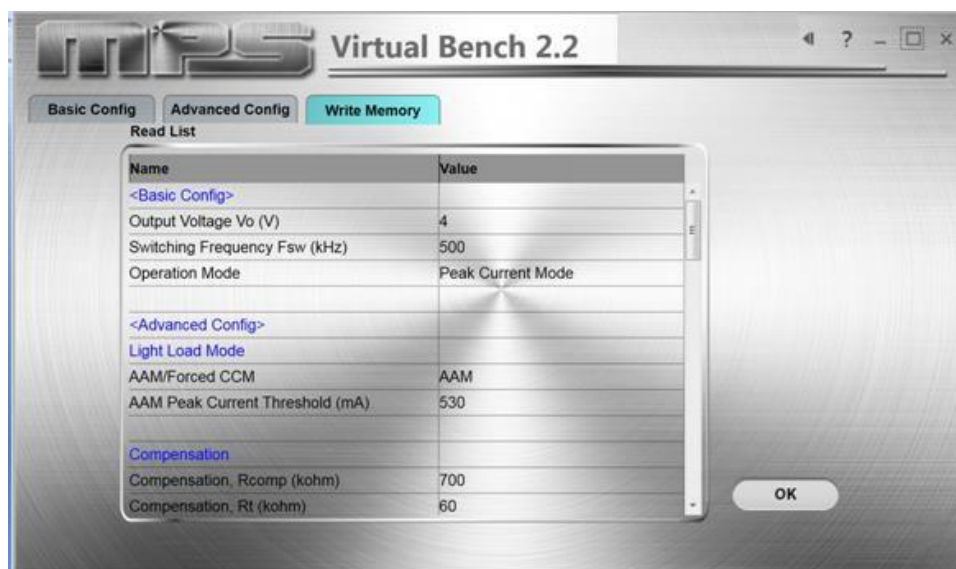 mps Virtual Bench 2.2
Basic Config Advanced Config Write Memory
Read List
Name Value
<Basic Config>
Output Voltage Vo (V) 4
Switching Frequency Fsw (kHz) 500
Operation Mode Peak Current Mode
<Advanced Config>
Light Load Mode
AAM/Forced CCM AAM
AAM Peak Current Threshold (mA) 530
Compensation
Compensation, Rcomp (kohm) 700
Compensation, Rt (kohm) 60
OK